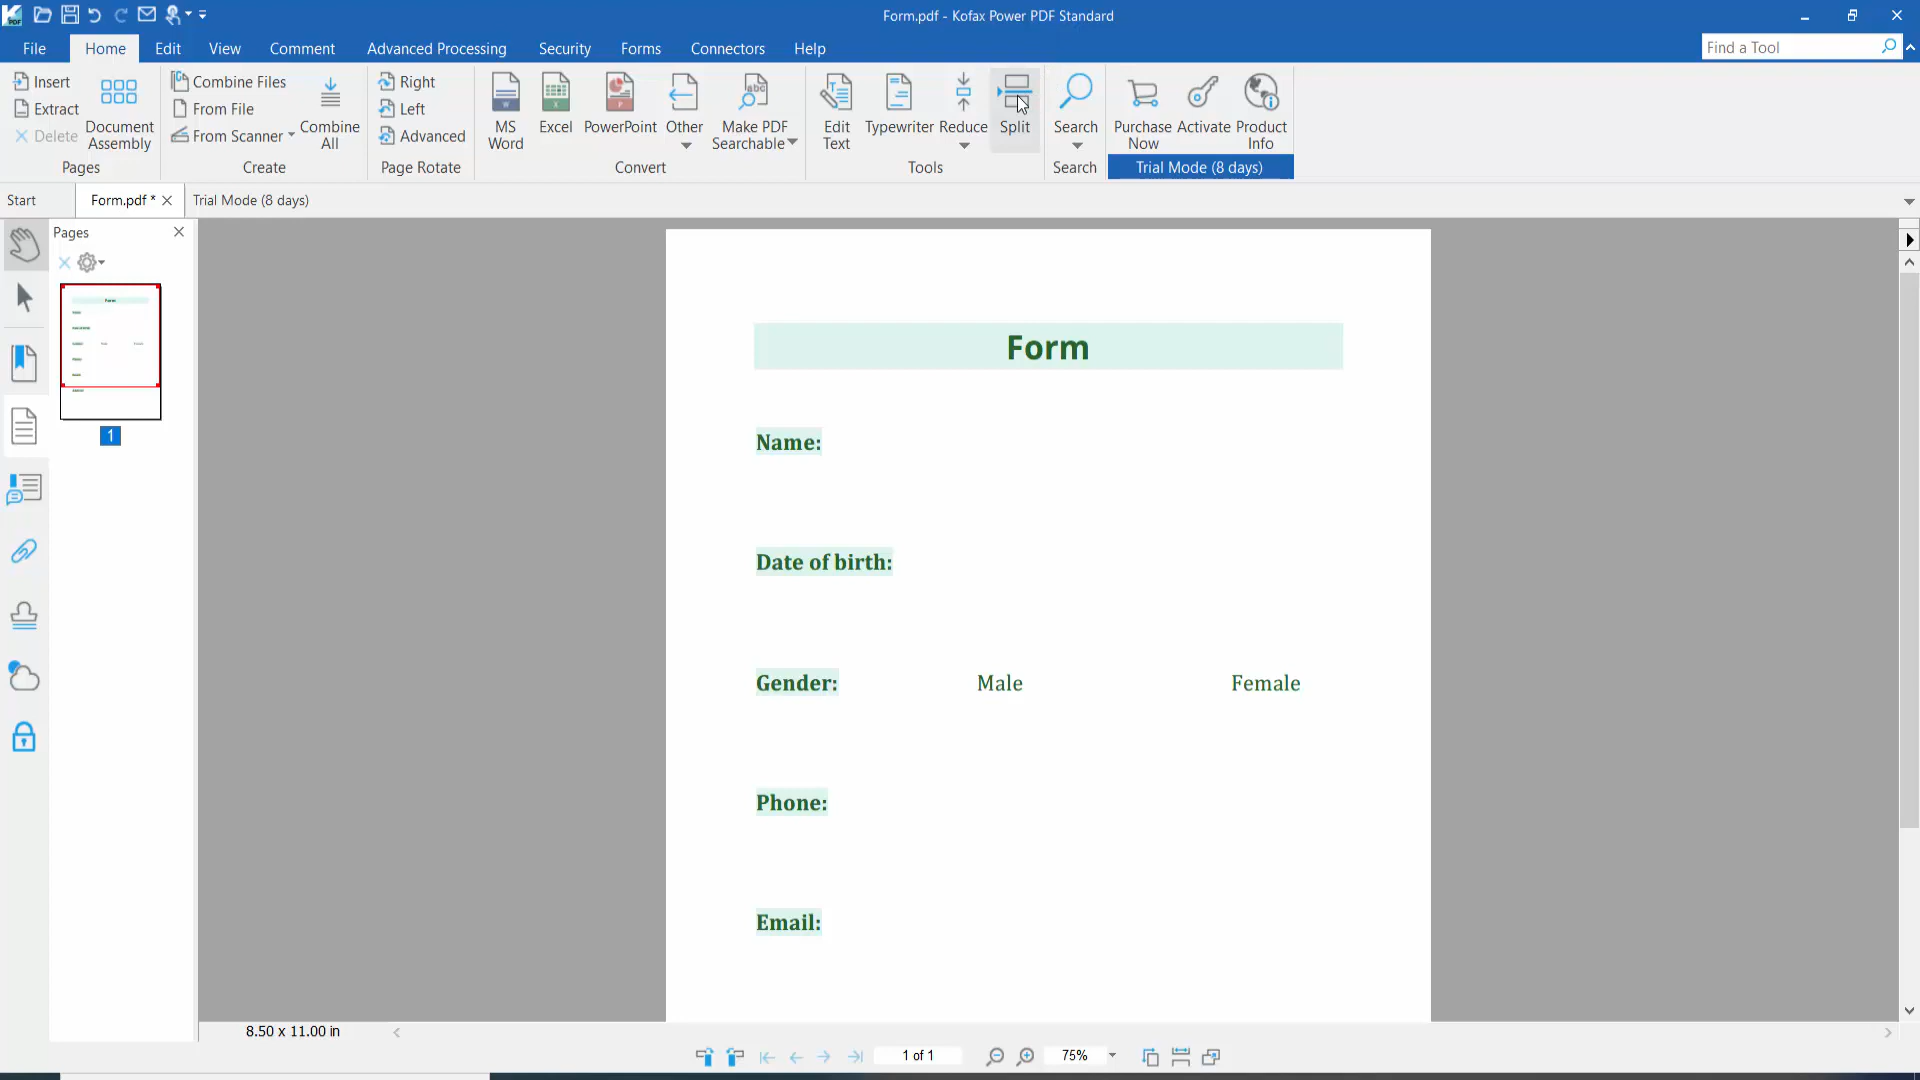 Form.pdf - Kofax Power PDF Standard
File Home Edit View Comment Advanced Processing Security Forms Connectors Help Find a Tool
Insert
Extract
Delete
Document Assembly
Pages
Combine Files
From File
From Scanner
Combine All
Create
Right
Left
Advanced
Page Rotate
MS Word
Excel
PowerPoint
Other
Make PDF Searchable
Convert
Edit Text
Typewriter
Reduce
Split
Tools
Search
Search
Purchase Now
Activate
Product Info
Trial Mode (8 days)
Start Form.pdf * Trial Mode (8 days)
Pages
1
Form
Name:
Date of birth:
Gender: Male Female
Phone:
Email:
8.50 x 11.00 in
1 of 1 75%